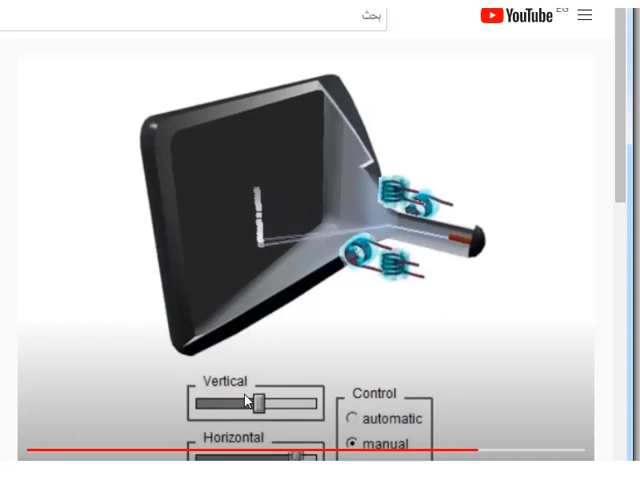 بحث
YouTube EG
Vertical
Control
automatic
Horizontal
manual